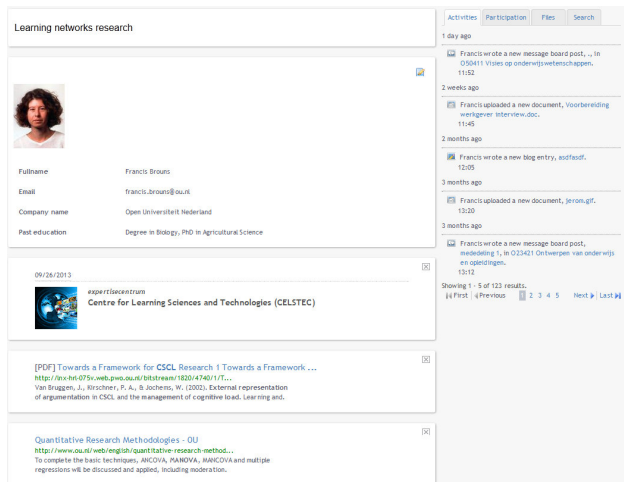 Learning networks research
Fullname Francis Brouns
Email francis.brouns@ou.nl
Company name Open Universiteit Nederland
Past education Degree in Biology, PhD in Agricultural Science
09/26/2013
expertisecentrum
Centre for Learning Sciences and Technologies (CELSTEC)
[PDF] Towards a Framework for CSCL Research 1 Towards a Framework ...
http://lnx-hrl-075v.web.pwo.ou.nl/bitstream/1820/4740/1/T...
Van Bruggen, J., Kirschner, P. A., & Jochems, W. (2002). External representation
of argumentation in CSCL and the management of cognitive load. Learning and.
Quantitative Research Methodologies - OU
http://www.ou.nl/web/english/quantitative-research-method...
To complete the basic techniques, ANCOVA, MANOVA, MANCOVA and multiple
regressions will be discussed and applied, including moderation.
Activities Participation Files Search
1 day ago
Francis wrote a new message board post, ., in
O50411 Visies op onderwijswetenschappen.
11:52
2 weeks ago
Francis uploaded a new document, Voorbereiding
werkgever interview.doc.
11:45
2 months ago
Francis wrote a new blog entry, asdfasdf.
12:05
3 months ago
Francis uploaded a new document, jerom.gif.
13:20
3 months ago
Francis wrote a new message board post,
mededeling 1, in O23421 Ontwerpen van onderwijs
en opleidingen.
13:12
Showing 1 - 5 of 123 results.
First Previous 1 2 3 4 5 Next Last